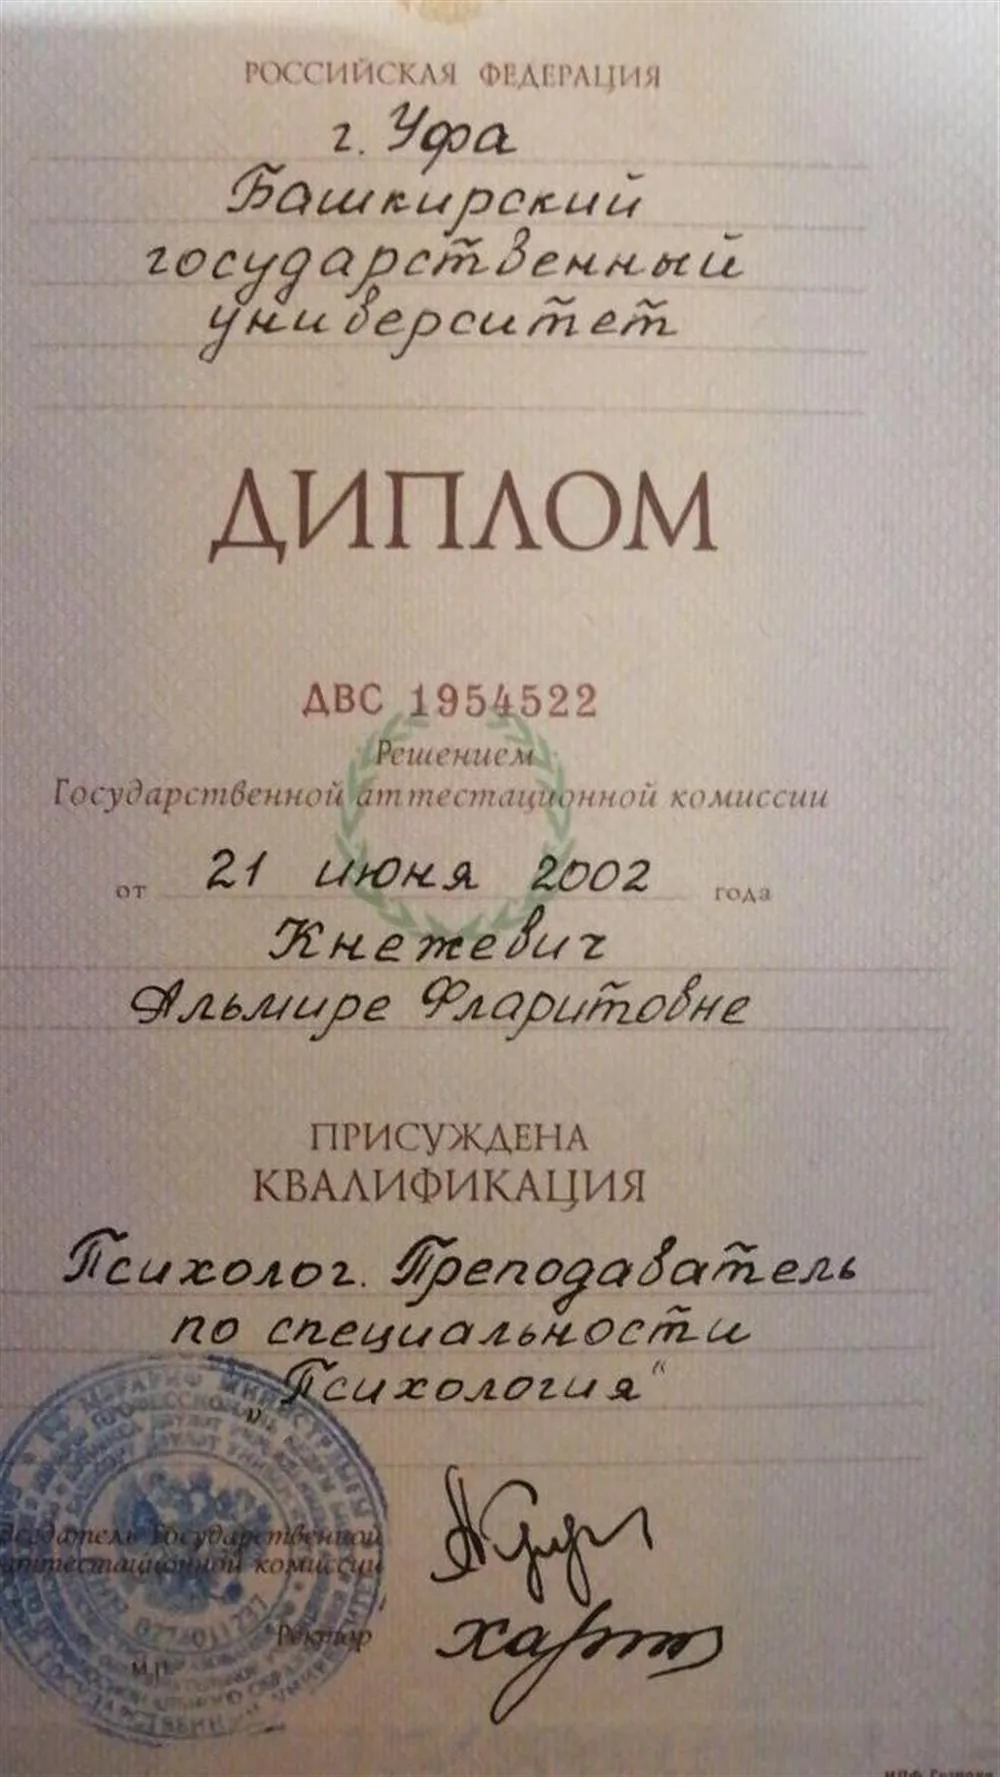 РОССИЙСКАЯ ФЕДЕРАЦИЯ
г. Уфа
Башкирский
государственный
университет
ДИПЛОМ
ДВС 1954522
Решением
Государственной аттестационной комиссии
от 21 июня 2002 года
Кнежевич
Альмире Фларитовне
ПРИСУЖДЕНА
КВАЛИФИКАЦИЯ
Психолог. Преподаватель
по специальности
„Психология“
Государственной
аттестационной комиссии
Ректор
М.П.